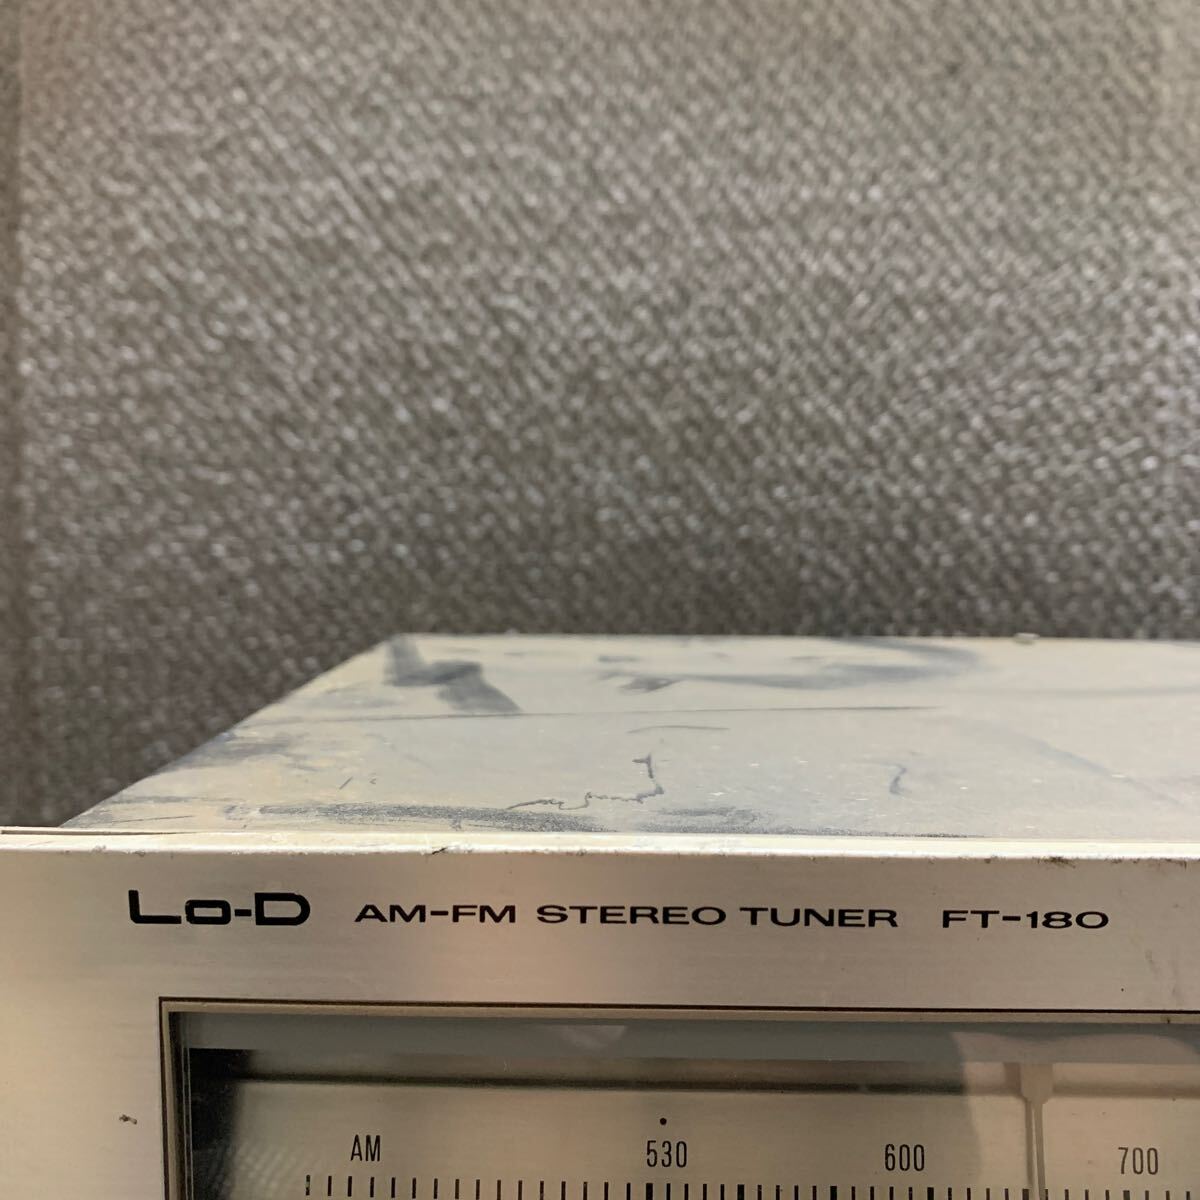 Lo-D AM-FM STEREO TUNER FT-180
AM 530 600 700